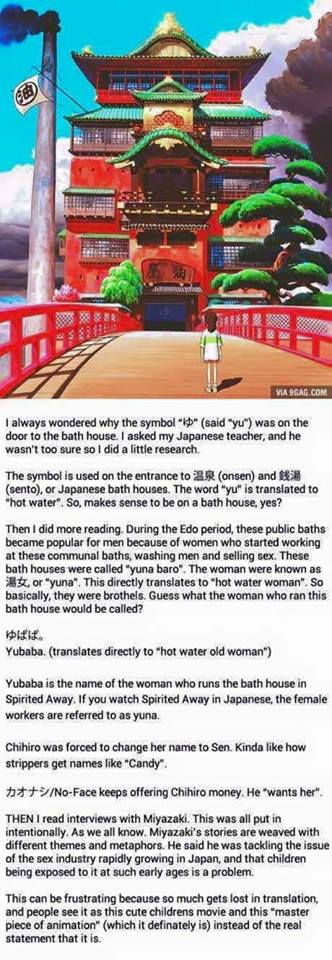 油
油屋
VIA 9GAG.COM
I always wondered why the symbol “ゆ” (said “yu”) was on
the door to the bath house. I asked my Japanese teacher, and he
wasn't too sure so I did a little research.
The symbol is used on the entrance to 温泉 (onsen) and 銭湯
(sento), or Japanese bath houses. The word “yu” is translated to
“hot water”. So, makes sense to be on a bath house, yes?
Then I did more reading. During the Edo period, these public baths
became popular for men because of women who started working
at these communal baths, washing men and selling sex. These
bath houses were called “yuna baro”. The woman were known as
湯女, or “yuna”. This directly translates to “hot water woman”. So
basically, they were brothels. Guess what the woman who ran this
bath house would be called?
ゆばば。
Yubaba. (translates directly to “hot water old woman”)
Yubaba is the name of the woman who runs the bath house in
Spirited Away. If you watch Spirited Away in Japanese, the female
workers are referred to as yuna.
Chihiro was forced to change her name to Sen. Kinda like how
strippers get names like “Candy”.
カオナシ/No-Face keeps offering Chihiro money. He “wants her”.
THEN I read interviews with Miyazaki. This was all put in
intentionally. As we all know. Miyazaki's stories are weaved with
different themes and metaphors. He said he was tackling the issue
of the sex industry rapidly growing in Japan, and that children
being exposed to it at such early ages is a problem.
This can be frustrating because so much gets lost in translation,
and people see it as this cute childrens movie and this “master
piece of animation” (which it definately is) instead of the real
statement that it is.